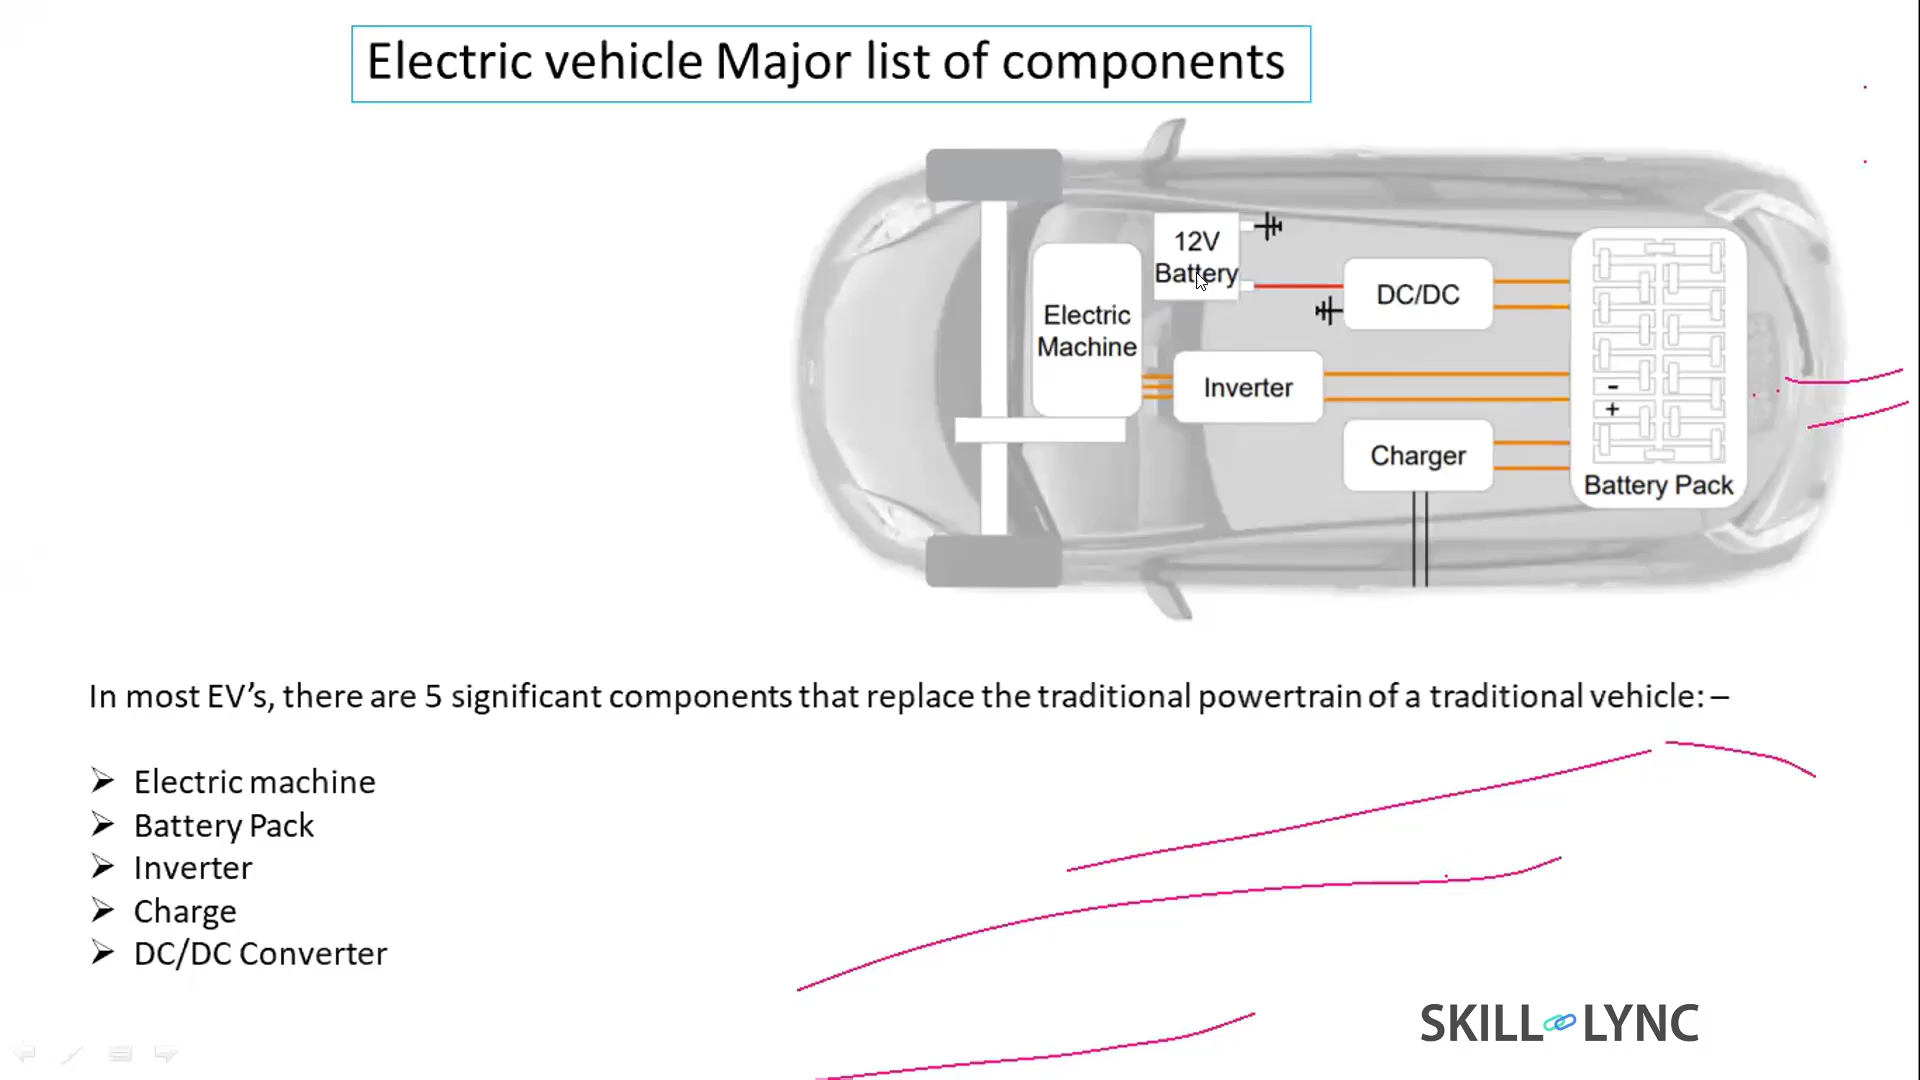 Electric vehicle Major list of components
12V
Battery
DC/DC
Electric
Machine
Inverter
-
+
Charger
Battery Pack
In most EV’s, there are 5 significant components that replace the traditional powertrain of a traditional vehicle: –
➢ Electric machine
➢ Battery Pack
➢ Inverter
➢ Charge
➢ DC/DC Converter
SKILL LYNC